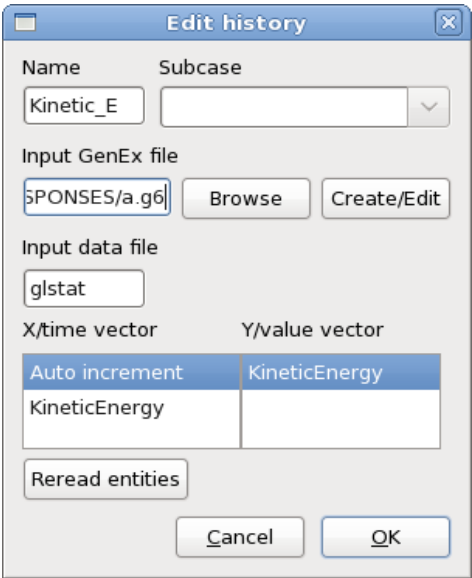 Edit history
Name Subcase
Kinetic_E
Input GenEx file
SPONSES/a.g6 Browse Create/Edit
Input data file
glstat
X/time vector Y/value vector
Auto increment KineticEnergy
KineticEnergy
Reread entities
Cancel OK